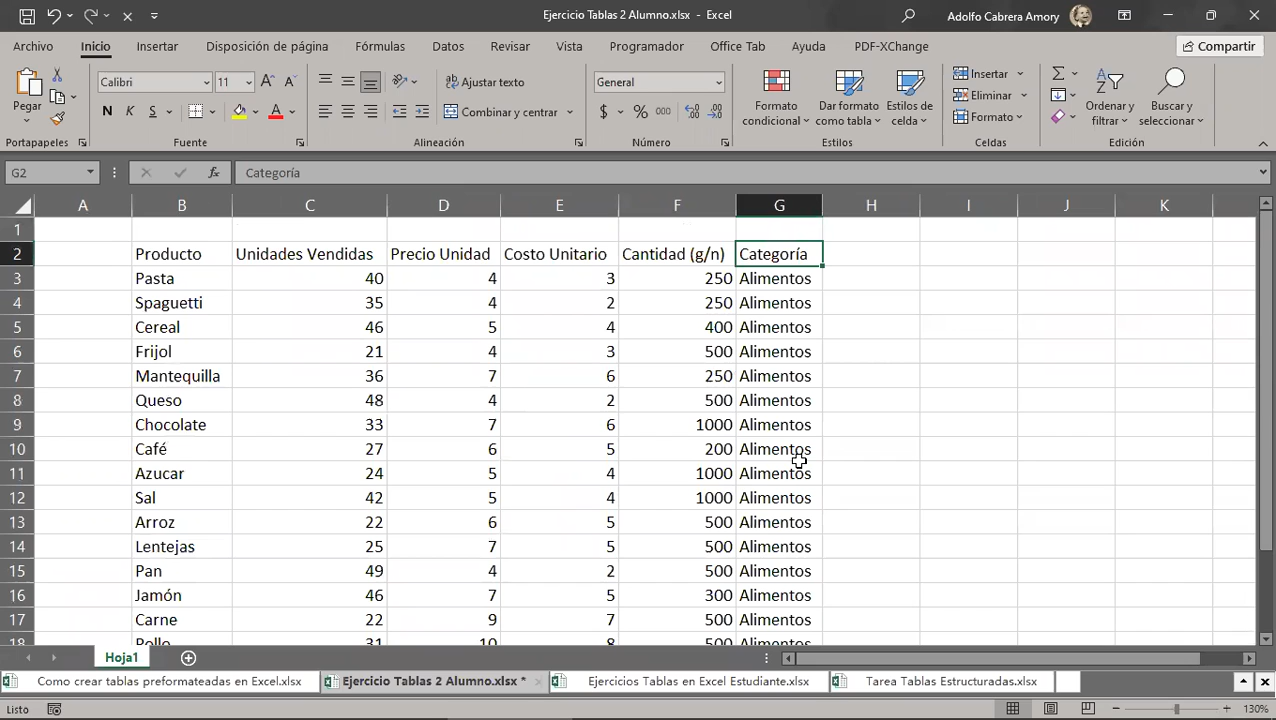 Ejercicio Tablas 2 Alumno.xlsx - Excel
Adolfo Cabrera Amory
Archivo Inicio Insertar Disposición de página Fórmulas Datos Revisar Vista Programador Office Tab Ayuda PDF-XChange Compartir
Pegar
Calibri 11
N K S
Ajustar texto
Combinar y centrar
General
$ % 000
Formato condicional
Dar formato como tabla
Estilos de celda
Insertar
Eliminar
Formato
Ordenar y filtrar
Buscar y seleccionar
Portapapeles Fuente Alineación Número Estilos Celdas Edición
G2 fx Categoría
A B C D E F G H I J K
1
2 Producto Unidades Vendidas Precio Unidad Costo Unitario Cantidad (g/n) Categoría
3 Pasta 40 4 3 250 Alimentos
4 Spaguetti 35 4 2 250 Alimentos
5 Cereal 46 5 4 400 Alimentos
6 Frijol 21 4 3 500 Alimentos
7 Mantequilla 36 7 6 250 Alimentos
8 Queso 48 4 2 500 Alimentos
9 Chocolate 33 7 6 1000 Alimentos
10 Café 27 6 5 200 Alimentos
11 Azucar 24 5 4 1000 Alimentos
12 Sal 42 5 4 1000 Alimentos
13 Arroz 22 6 5 500 Alimentos
14 Lentejas 25 7 5 500 Alimentos
15 Pan 49 4 2 500 Alimentos
16 Jamón 46 7 5 300 Alimentos
17 Carne 22 9 7 500 Alimentos
18 Pollo 31 10 8 500 Alimentos
Hoja1
Como crear tablas preformateadas en Excel.xlsx Ejercicio Tablas 2 Alumno.xlsx * Ejercicios Tablas en Excel Estudiante.xlsx Tarea Tablas Estructuradas.xlsx
Listo 130%